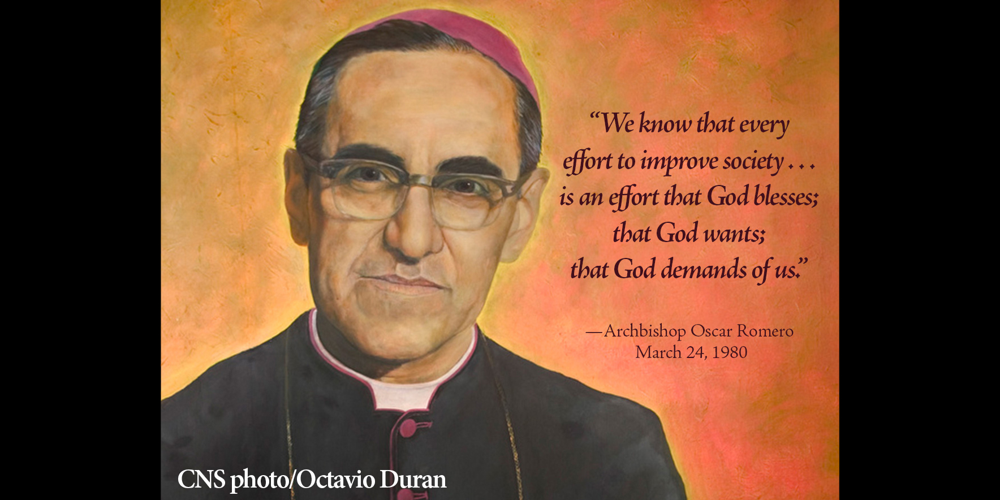 “We know that every
effort to improve society . . .
is an effort that God blesses;
that God wants;
that God demands of us.”
—Archbishop Oscar Romero
March 24, 1980
CNS photo/Octavio Duran